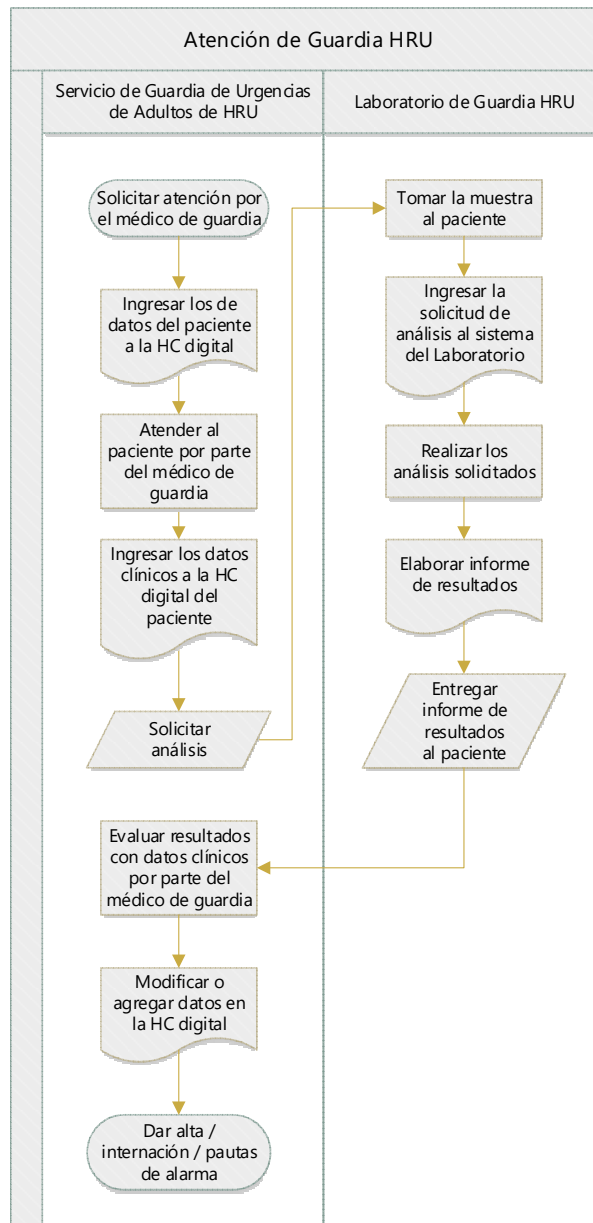 Atención de Guardia HRU
Servicio de Guardia de Urgencias
de Adultos de HRU
Laboratorio de Guardia HRU
Solicitar atención por
el médico de guardia
Ingresar los de
datos del paciente
a la HC digital
Atender al
paciente por parte
del médico de
guardia
Ingresar los datos
clínicos a la HC
digital del
paciente
Solicitar
análisis
Tomar la muestra
al paciente
Ingresar la
solicitud de
análisis al sistema
del Laboratorio
Realizar los
análisis solicitados
Elaborar informe
de resultados
Entregar
informe de
resultados
al paciente
Evaluar resultados
con datos clínicos
por parte del
médico de guardia
Modificar o
agregar datos en
la HC digital
Dar alta /
internación / pautas
de alarma